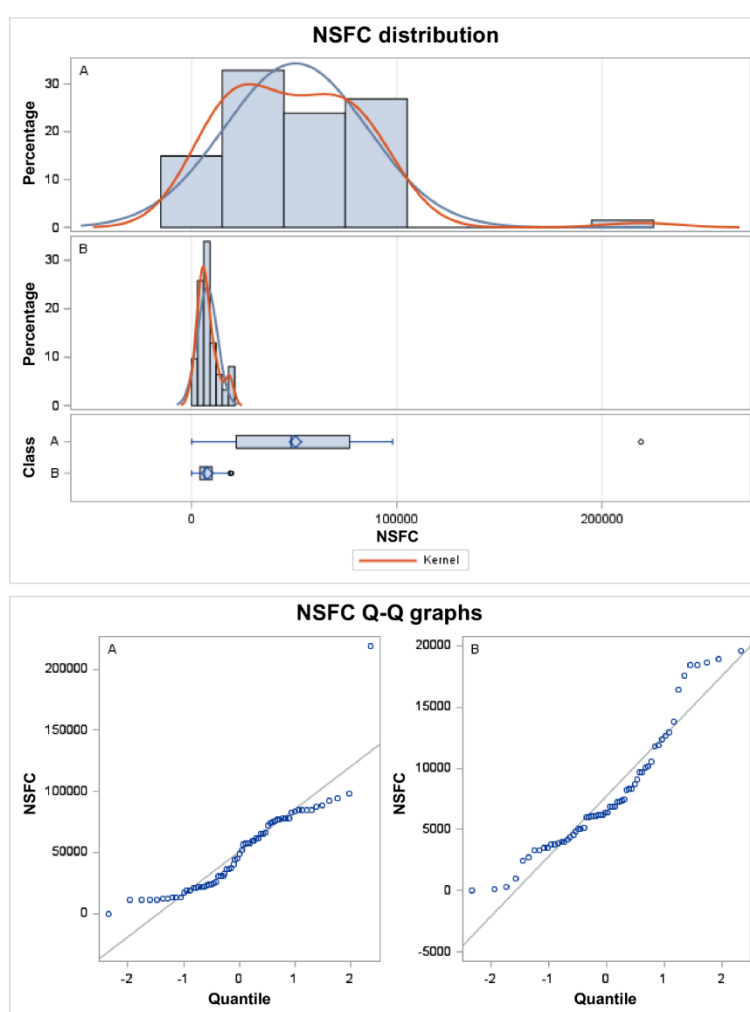 NSFC distribution
A
Percentage
30
20
10
0
B
Percentage
30
20
10
0
Class
A
B
0 100000 200000
NSFC
Kernel
NSFC Q-Q graphs
A
NSFC
200000
150000
100000
50000
0
-2 -1 0 1 2
Quantile
B
NSFC
20000
15000
10000
5000
0
-5000
-2 -1 0 1 2
Quantile